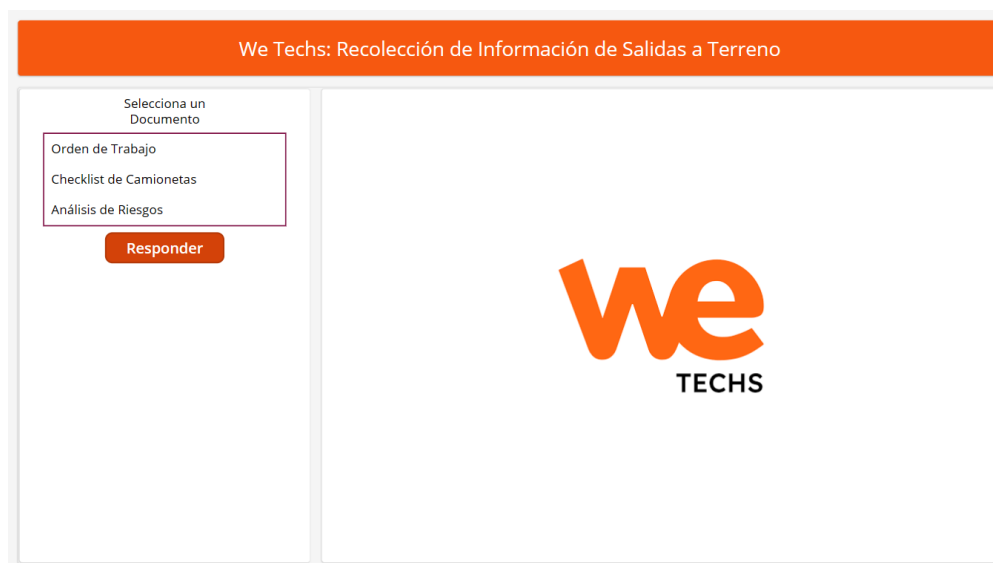 We Techs: Recolección de Información de Salidas a Terreno
Selecciona un
Documento
Orden de Trabajo
Checklist de Camionetas
Análisis de Riesgos
Responder
we
TECHS